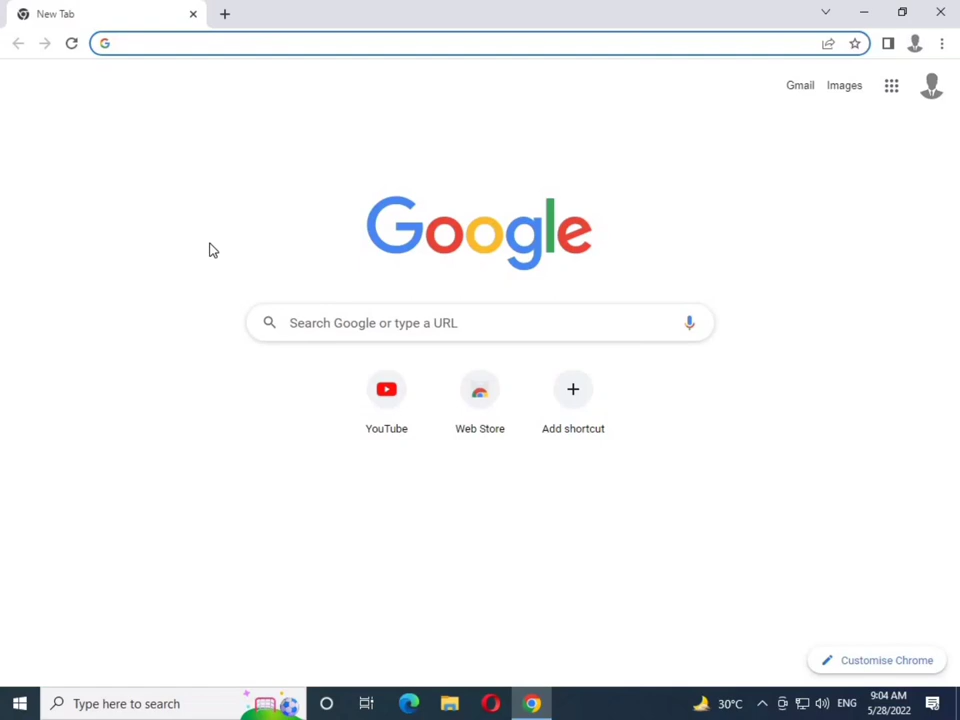 New Tab
Gmail Images
Google
Search Google or type a URL
YouTube Web Store Add shortcut
Customise Chrome
Type here to search
30°C
ENG
9:04 AM
5/28/2022